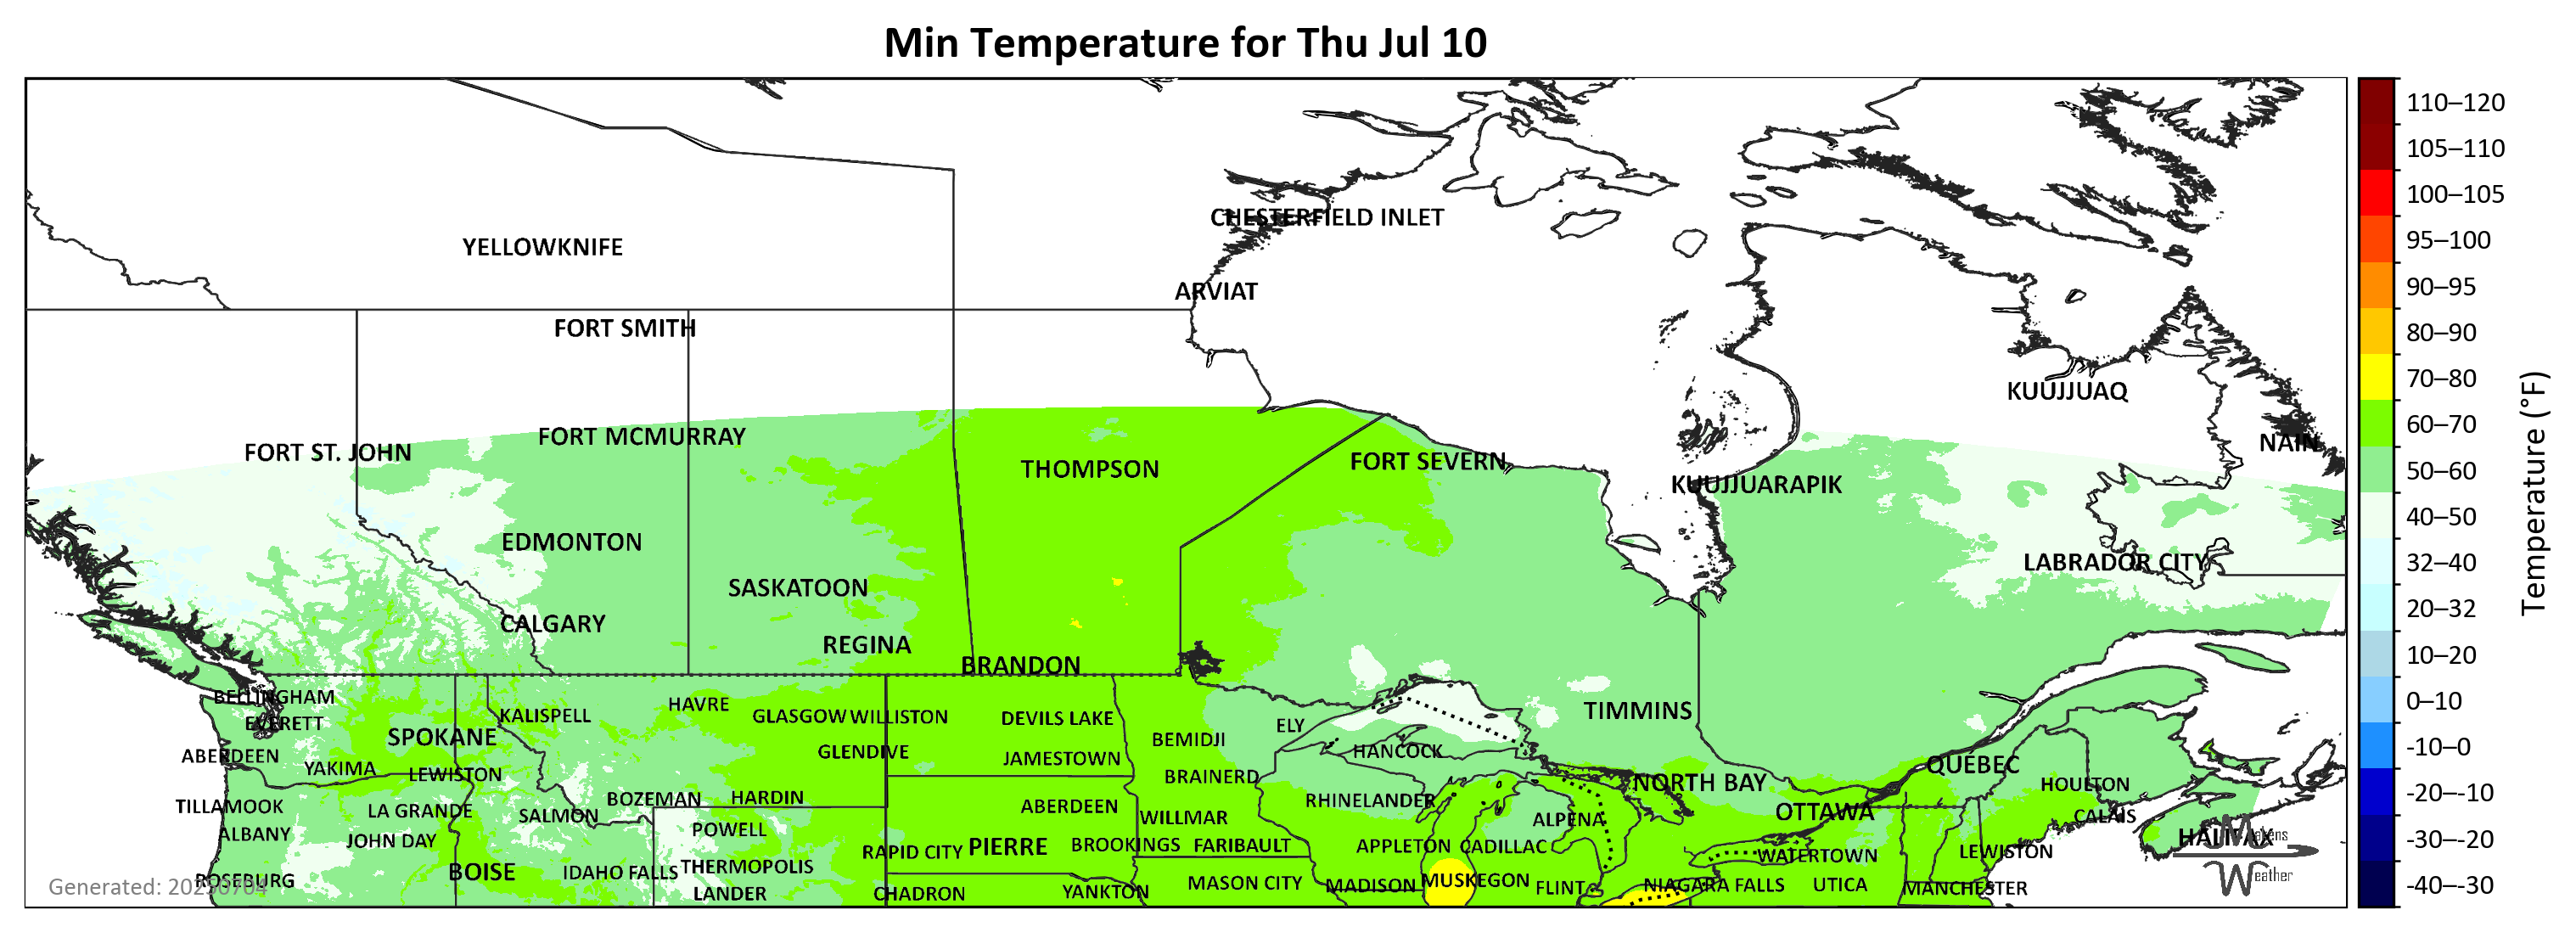 Min Temperature for Thu Jul 10
110–120
105–110
CHESTERFIELD INLET
100–105
YELLOWKNIFE
95–100
ARVIAT
90–95
FORT SMITH
80–90
KUUJJUAQ
70–80
FORT MCMURRAY
60–70
FORT ST. JOHN
NAIN
THOMPSON
FORT SEVERN
50–60
KUUJJUARAPIK
40–50
EDMONTON
Temperature (°F)
LABRADOR CITY
32–40
SASKATOON
20–32
CALGARY
REGINA
BRANDON
10–20
BELLINGHAM
HAVRE
0–10
EVERETT
KALISPELL
GLASGOW
WILLISTON
DEVILS LAKE
TIMMINS
ELY
SPOKANE
BEMIDJI
-10–0
ABERDEEN
GLENDIVE
JAMESTOWN
HANCOCK
QUÉBEC
YAKIMA
LEWISTON
BRAINERD
NORTH BAY
HOULTON
-20–-10
TILLAMOOK
LA GRANDE
SALMON
BOZEMAN
HARDIN
ABERDEEN
WILLMAR
RHINELANDER
ALPENA
OTTAWA
CALAIS
ALBANY
JOHN DAY
POWELL
HALIFAX
-30–-20
RAPID CITY
PIERRE
BROOKINGS
FARIBAULT
APPLETON
CADILLAC
WATERTOWN
LEWISTON
Weather
BOISE
IDAHO FALLS
THERMOPOLIS
ROSEBURG
MASON CITY
MADISON
MUSKEGON
FLINT
NIAGARA FALLS
UTICA
MANCHESTER
-40–-30
Generated: 20250704
LANDER
CHADRON
YANKTON